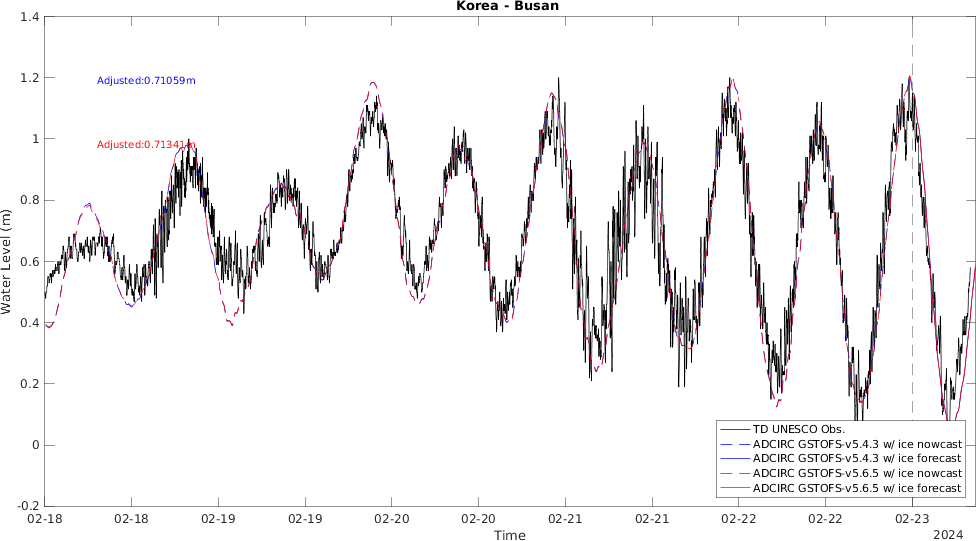 Korea - Busan
1.4
1.2
1
0.8
0.6
0.4
0.2
0
-0.2
Water Level (m)
Adjusted:0.71059m
Adjusted:0.71341m
TD UNESCO Obs.
ADCIRC GSTOFS-v5.4.3 w/ ice nowcast
ADCIRC GSTOFS-v5.4.3 w/ ice forecast
ADCIRC GSTOFS-v5.6.5 w/ ice nowcast
ADCIRC GSTOFS-v5.6.5 w/ ice forecast
02-18 02-18 02-19 02-19 02-20 02-20 02-21 02-21 02-22 02-22 02-23
Time
2024